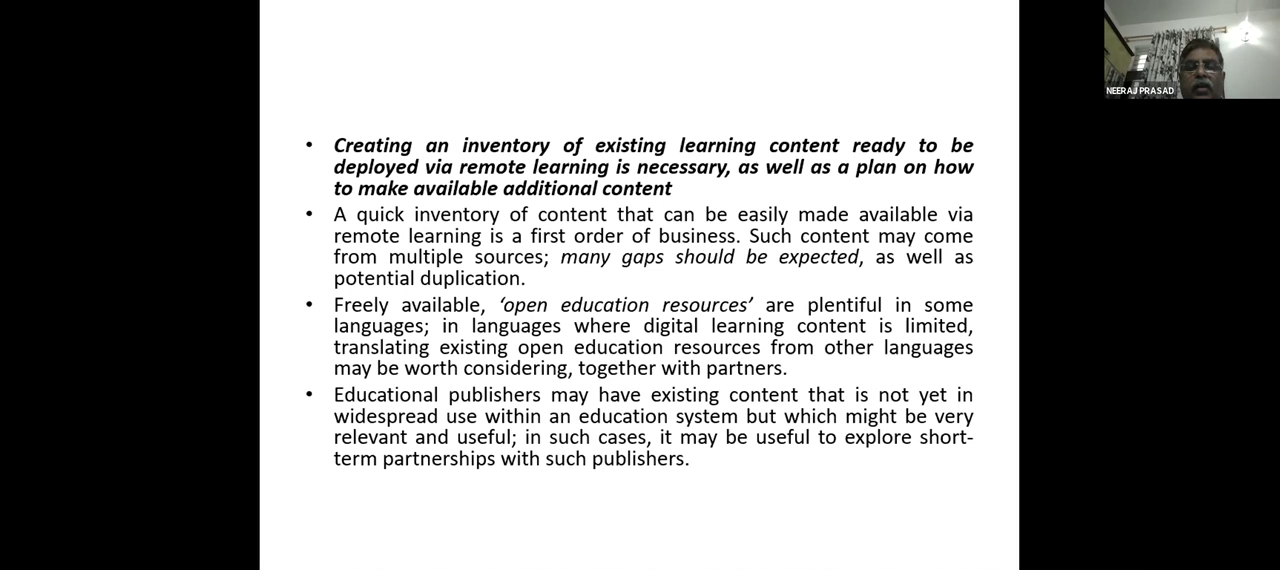 • Creating an inventory of existing learning content ready to be
deployed via remote learning is necessary, as well as a plan on how
to make available additional content
• A quick inventory of content that can be easily made available via
remote learning is a first order of business. Such content may come
from multiple sources; many gaps should be expected, as well as
potential duplication.
• Freely available, ‘open education resources’ are plentiful in some
languages; in languages where digital learning content is limited,
translating existing open education resources from other languages
may be worth considering, together with partners.
• Educational publishers may have existing content that is not yet in
widespread use within an education system but which might be very
relevant and useful; in such cases, it may be useful to explore short-
term partnerships with such publishers.
NEERAJ PRASAD